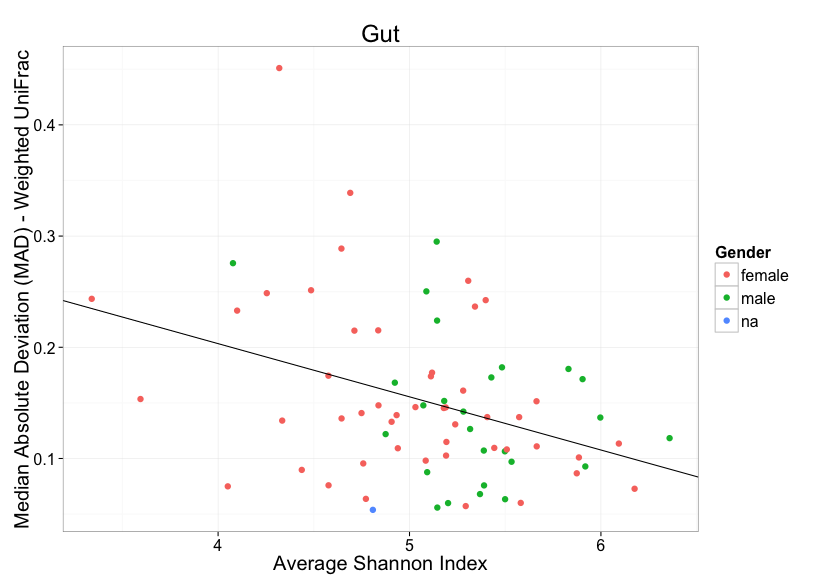 Gut
Median Absolute Deviation (MAD) - Weighted UniFrac
0.4
0.3
0.2
0.1
4 5 6
Average Shannon Index
Gender
female
male
na